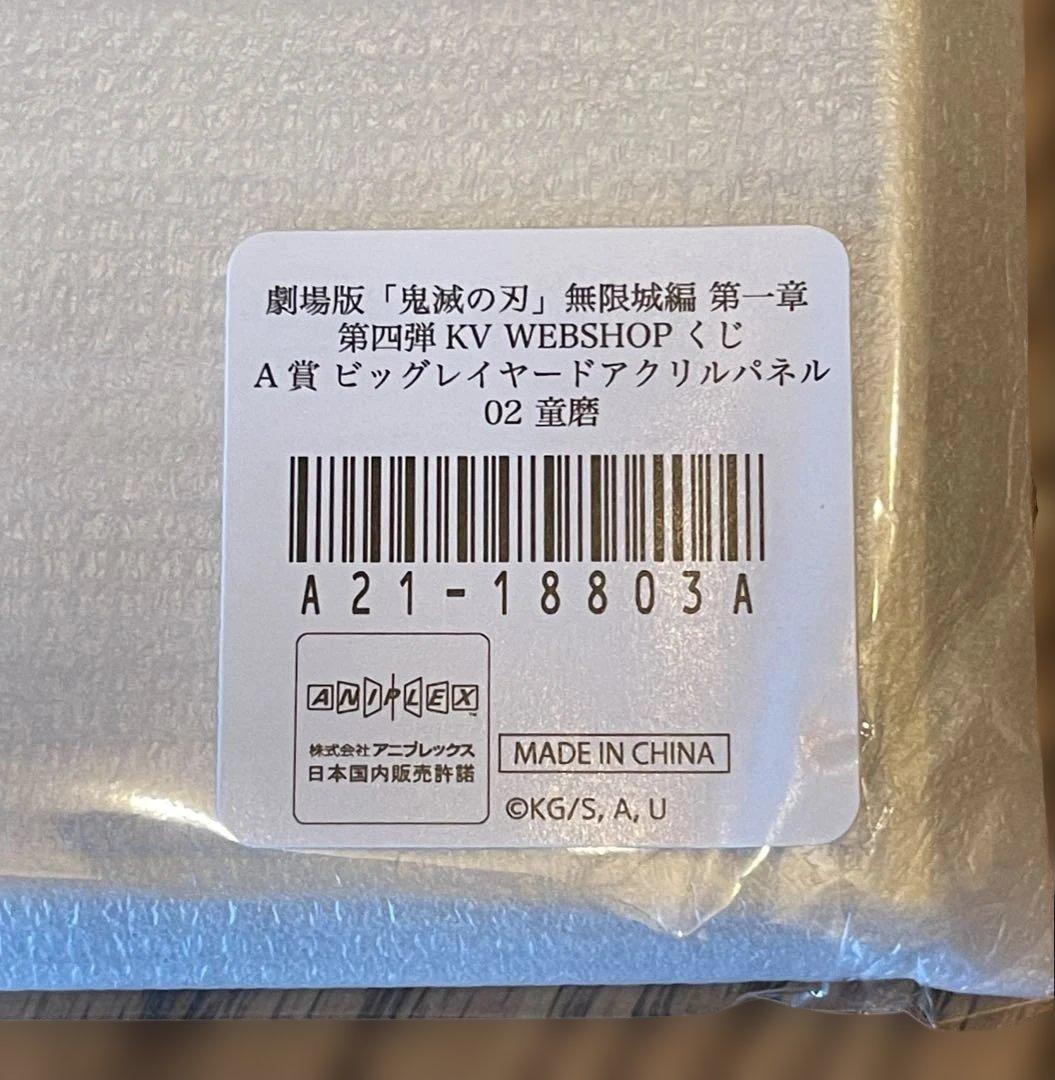 劇場版「鬼滅の刃」無限城編 第一章
第四弾 KV WEBSHOP くじ
A 賞 ビッグレイヤードアクリルパネル
02 童磨
A21-18803A
ANIPLEX™
株式会社アニプレックス
日本国内販売許諾
MADE IN CHINA
©KG/S, A, U